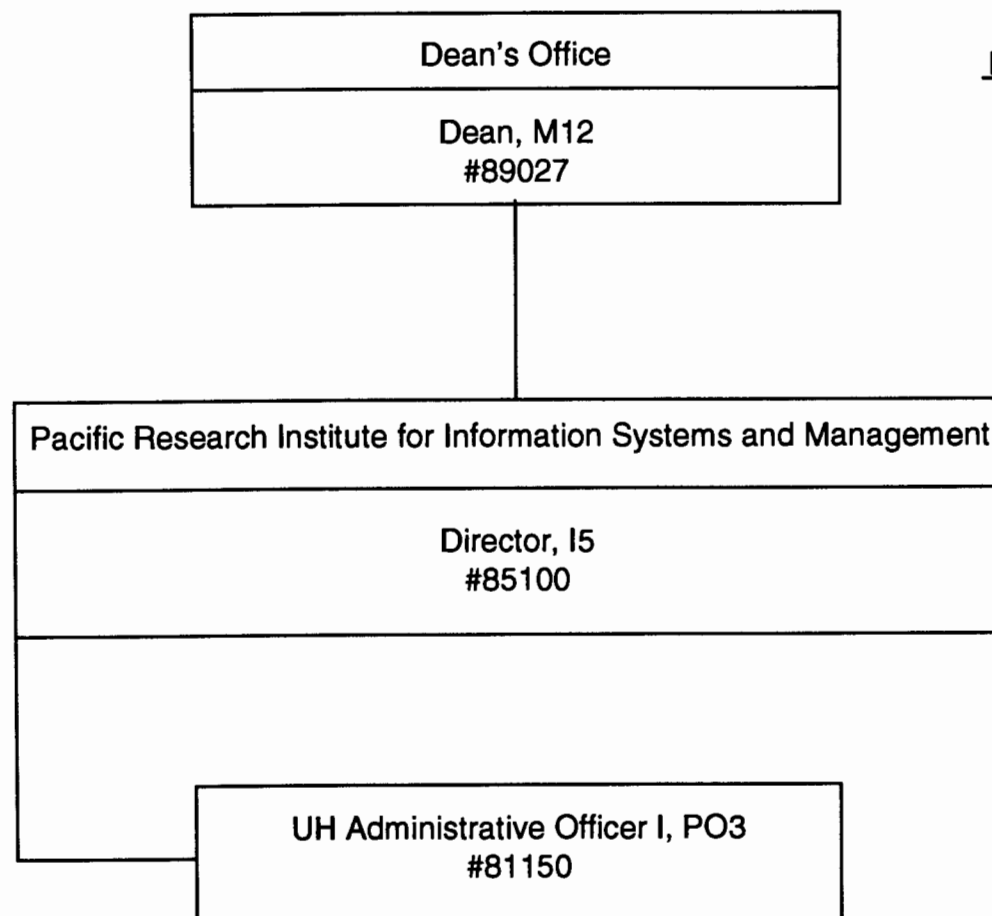 Dean's Office
Dean, M12
#89027
Pacific Research Institute for Information Systems and Management
Director, I5
#85100
UH Administrative Officer I, PO3
#81150